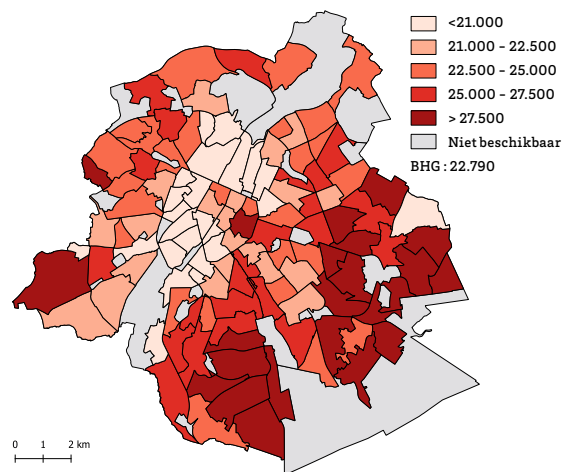 <21.000
21.000 - 22.500
22.500 - 25.000
25.000 - 27.500
> 27.500
Niet beschikbaar
BHG : 22.790
0 1 2 km